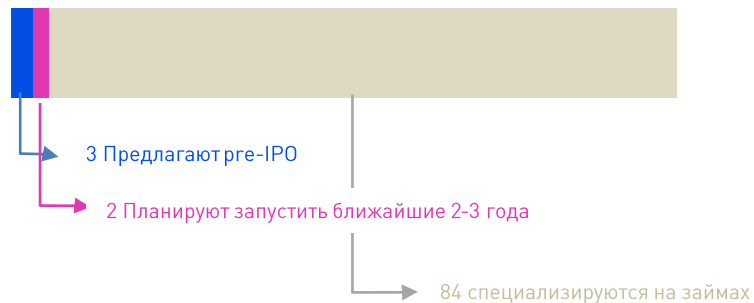 3 Предлагают pre-IPO
2 Планируют запустить ближайшие 2-3 года
84 специализируются на займах